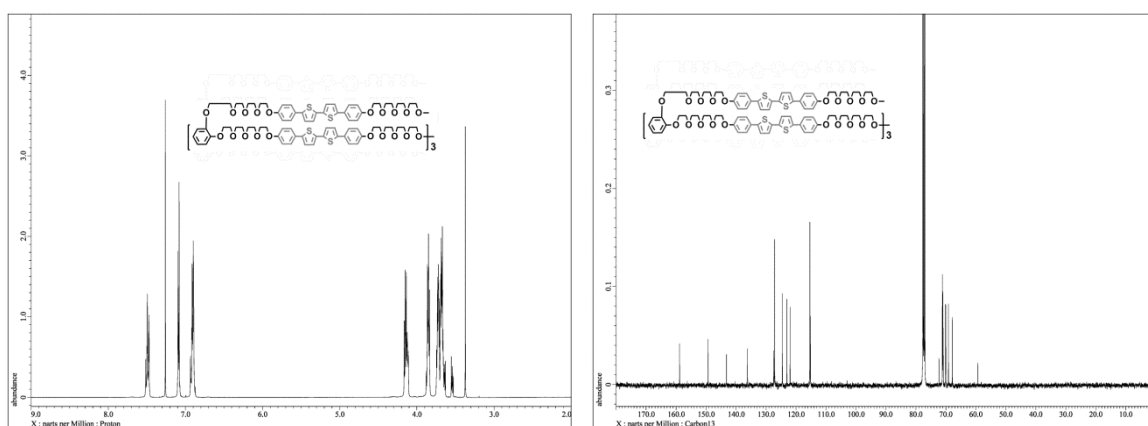 4.0
3.0
2.0
1.0
0
O O O O O S S O O O O O
O
O O O O O S S O O O O O
3
9.0 8.0 7.0 6.0 5.0 4.0 3.0 2.0
abundance
X : parts per Million : Proton
0.3
0.2
0.1
0
O O O O O S S O O O O O
O
O O O O O S S O O O O O
3
170.0 160.0 150.0 140.0 130.0 120.0 110.0 100.0 90.0 80.0 70.0 60.0 50.0 40.0 30.0 20.0 10.0 0
abundance
X : parts per Million : Carbon13